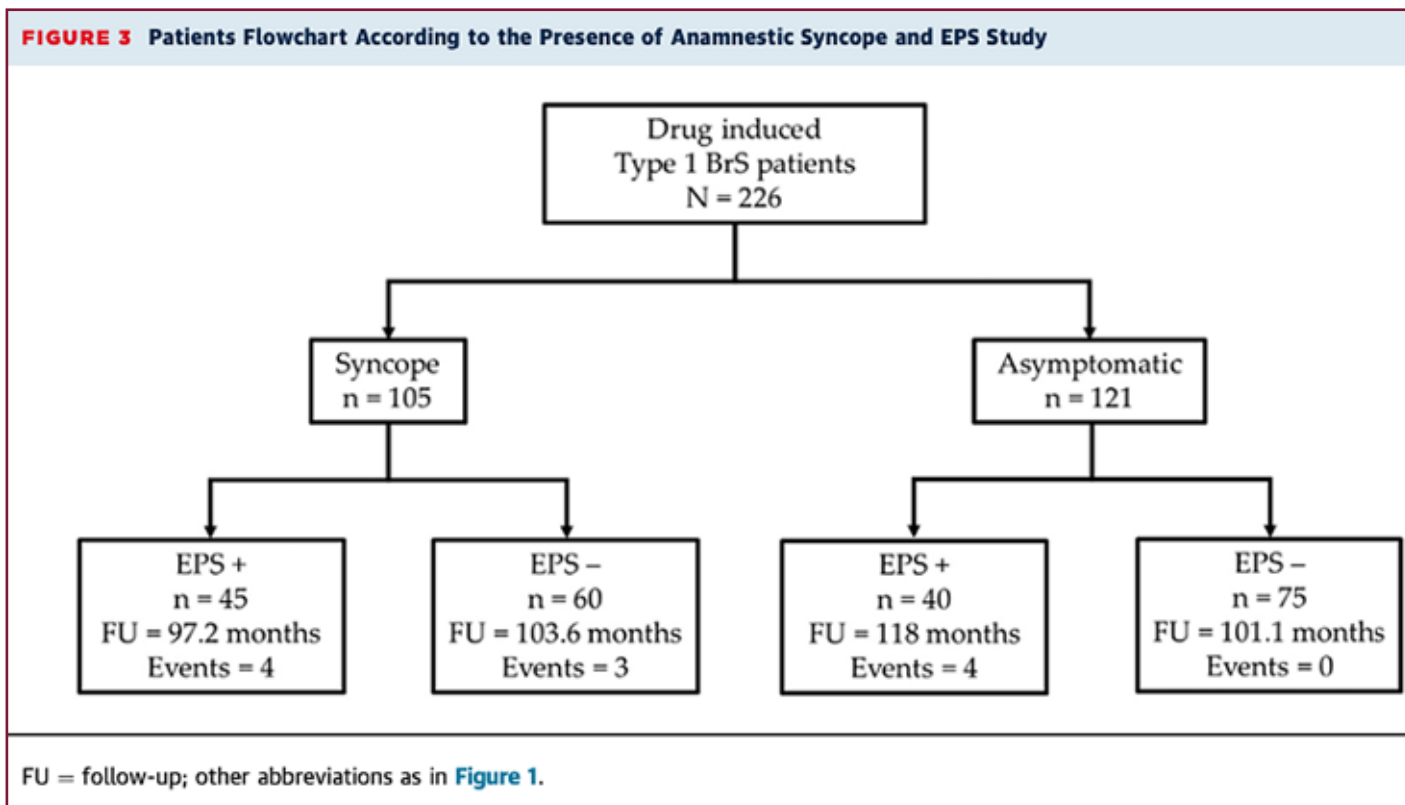 FIGURE 3 Patients Flowchart According to the Presence of Anamnestic Syncope and EPS Study
Drug induced
Type 1 BrS patients
N = 226
Syncope
n = 105
Asymptomatic
n = 121
EPS +
n = 45
FU = 97.2 months
Events = 4
EPS –
n = 60
FU = 103.6 months
Events = 3
EPS +
n = 40
FU = 118 months
Events = 4
EPS –
n = 75
FU = 101.1 months
Events = 0
FU = follow-up; other abbreviations as in Figure 1.